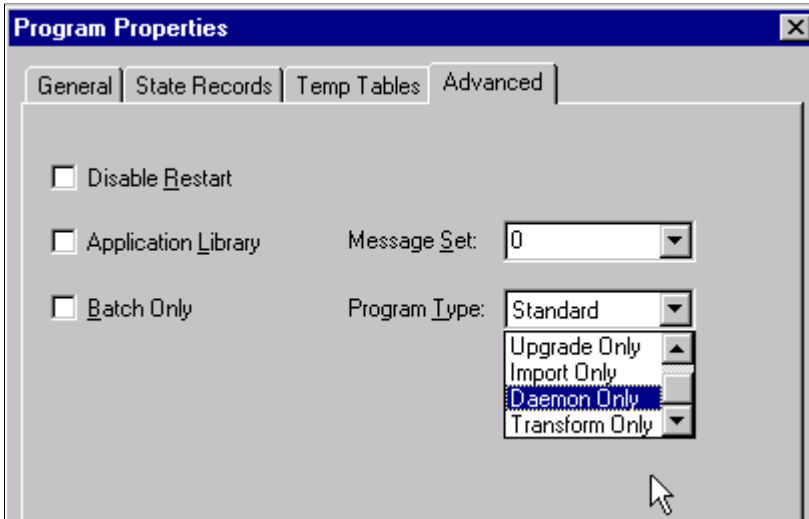 Program Properties
General State Records Temp Tables Advanced
Disable Restart
Application Library Message Set: 0
Batch Only Program Type: Standard
Upgrade Only
Import Only
Daemon Only
Transform Only